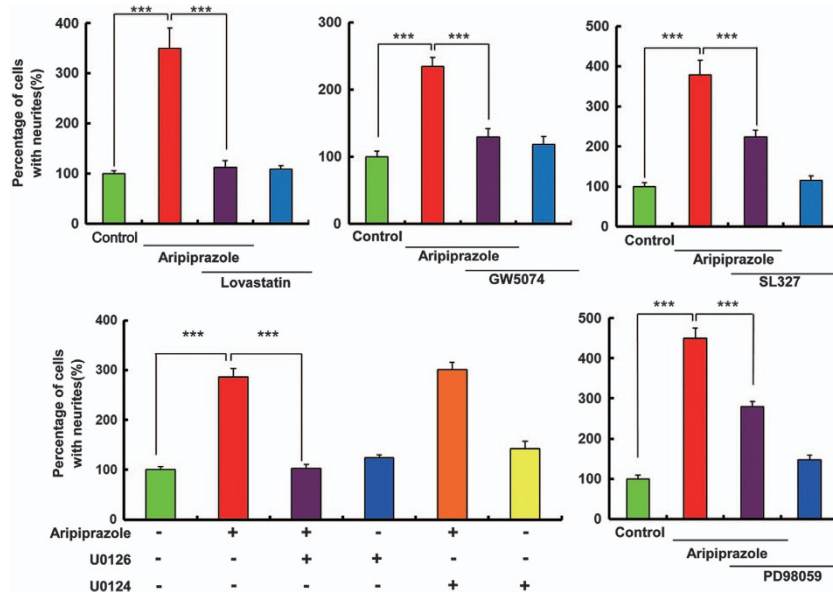 Percentage of cells
with neurites(%)
400
300
200
100
0
*** ***
Control
Aripiprazole
Lovastatin
300
200
100
0
*** ***
Control
Aripiprazole
GW5074
500
400
300
200
100
0
*** ***
Control
Aripiprazole
SL327
Percentage of cells
with neurites(%)
400
300
200
100
0
*** ***
Aripiprazole - + + - + -
U0126 - - + + - -
U0124 - - - - + +
500
400
300
200
100
0
*** ***
Control
Aripiprazole
PD98059